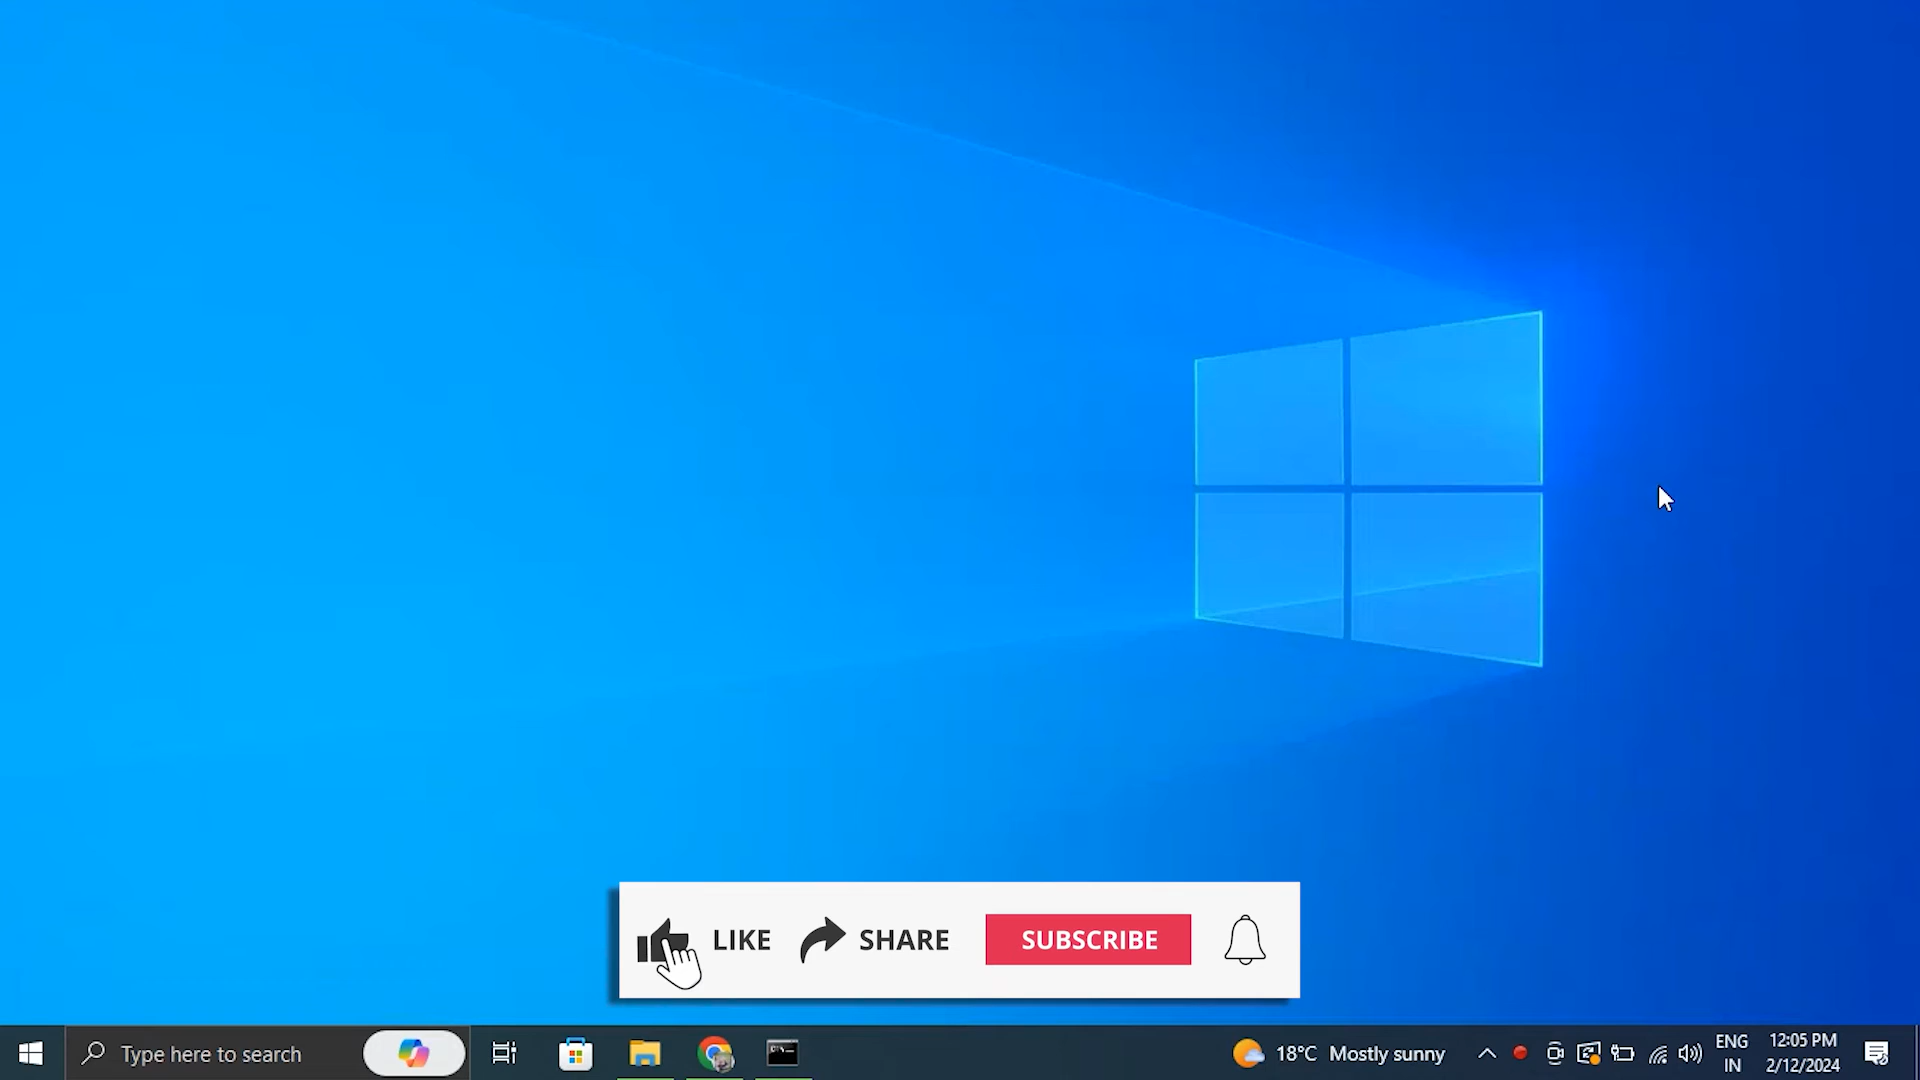 LIKE SHARE SUBSCRIBE
Type here to search
18°C Mostly sunny
ENG
IN
12:05 PM
2/12/2024